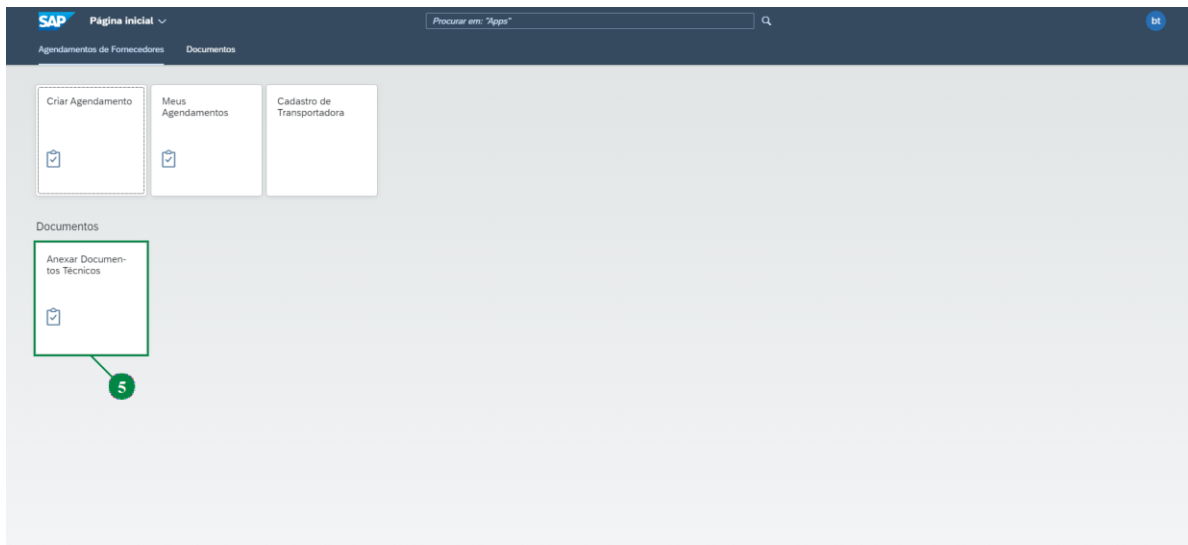 SAP Página inicial
Procurar em: "Apps"
bt
Agendamentos de Fornecedores Documentos
Criar Agendamento
Meus
Agendamentos
Cadastro de
Transportadora
Documentos
Anexar Documen-
tos Técnicos
5